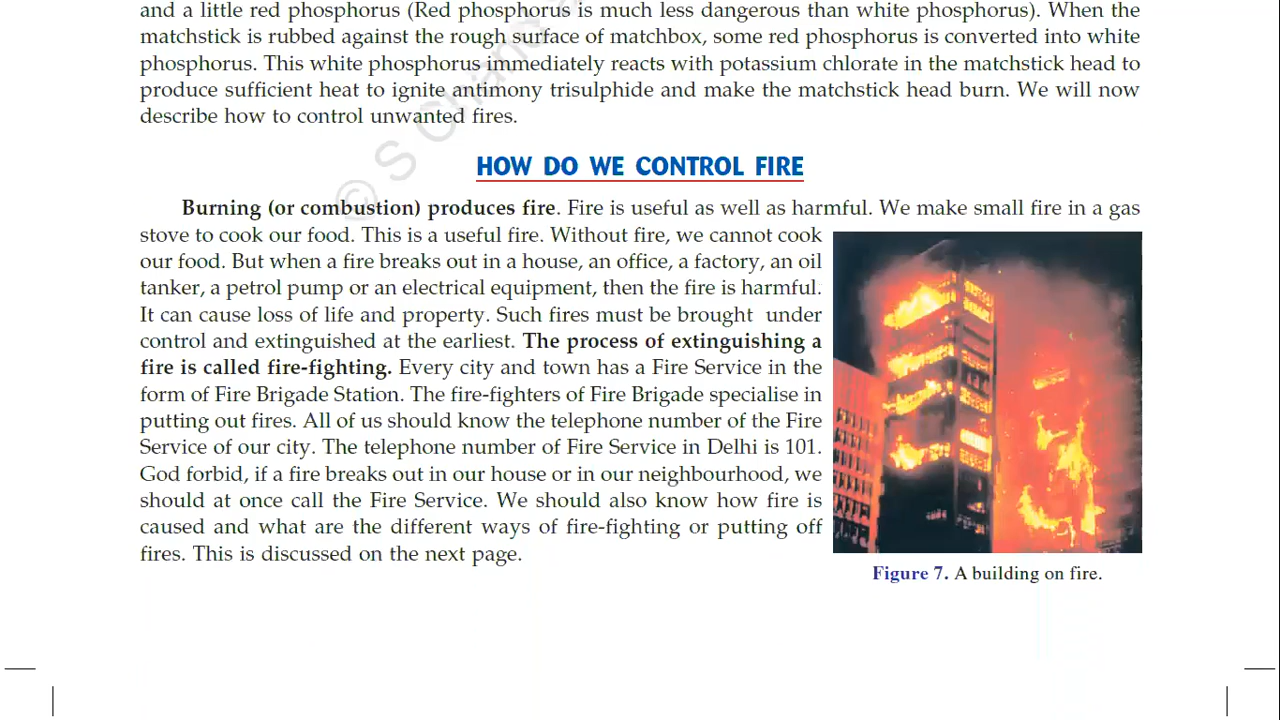 and a little red phosphorus (Red phosphorus is much less dangerous than white phosphorus). When the
matchstick is rubbed against the rough surface of matchbox, some red phosphorus is converted into white
phosphorus. This white phosphorus immediately reacts with potassium chlorate in the matchstick head to
produce sufficient heat to ignite antimony trisulphide and make the matchstick head burn. We will now
describe how to control unwanted fires.
© S Chand
HOW DO WE CONTROL FIRE
Burning (or combustion) produces fire. Fire is useful as well as harmful. We make small fire in a gas
stove to cook our food. This is a useful fire. Without fire, we cannot cook
our food. But when a fire breaks out in a house, an office, a factory, an oil
tanker, a petrol pump or an electrical equipment, then the fire is harmful.
It can cause loss of life and property. Such fires must be brought under
control and extinguished at the earliest. The process of extinguishing a
fire is called fire-fighting. Every city and town has a Fire Service in the
form of Fire Brigade Station. The fire-fighters of Fire Brigade specialise in
putting out fires. All of us should know the telephone number of the Fire
Service of our city. The telephone number of Fire Service in Delhi is 101.
God forbid, if a fire breaks out in our house or in our neighbourhood, we
should at once call the Fire Service. We should also know how fire is
caused and what are the different ways of fire-fighting or putting off
fires. This is discussed on the next page.
Figure 7. A building on fire.